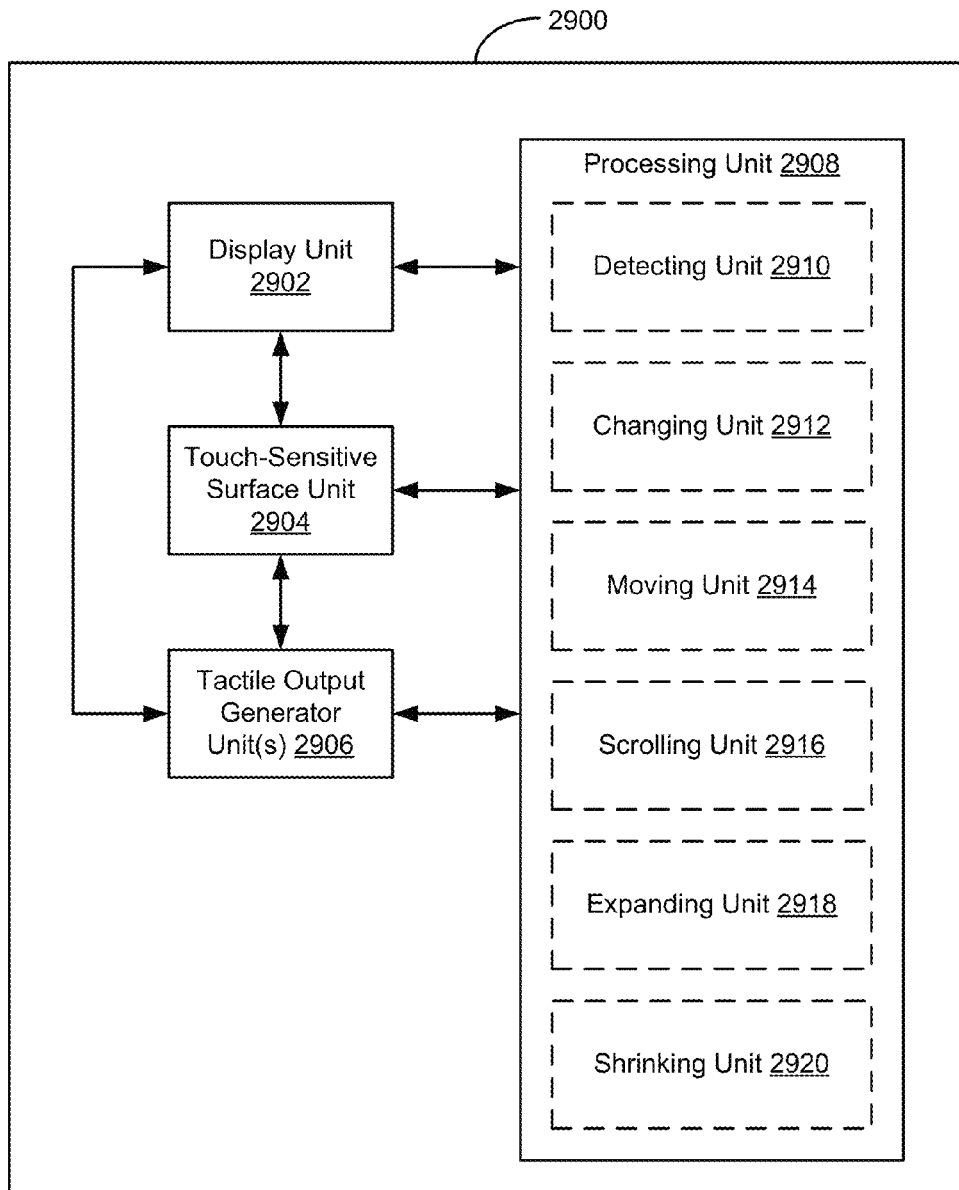 2900
Processing Unit 2908
Display Unit
2902
Detecting Unit 2910
Changing Unit 2912
Touch-Sensitive
Surface Unit
2904
Moving Unit 2914
Tactile Output
Generator
Unit(s) 2906
Scrolling Unit 2916
Expanding Unit 2918
Shrinking Unit 2920